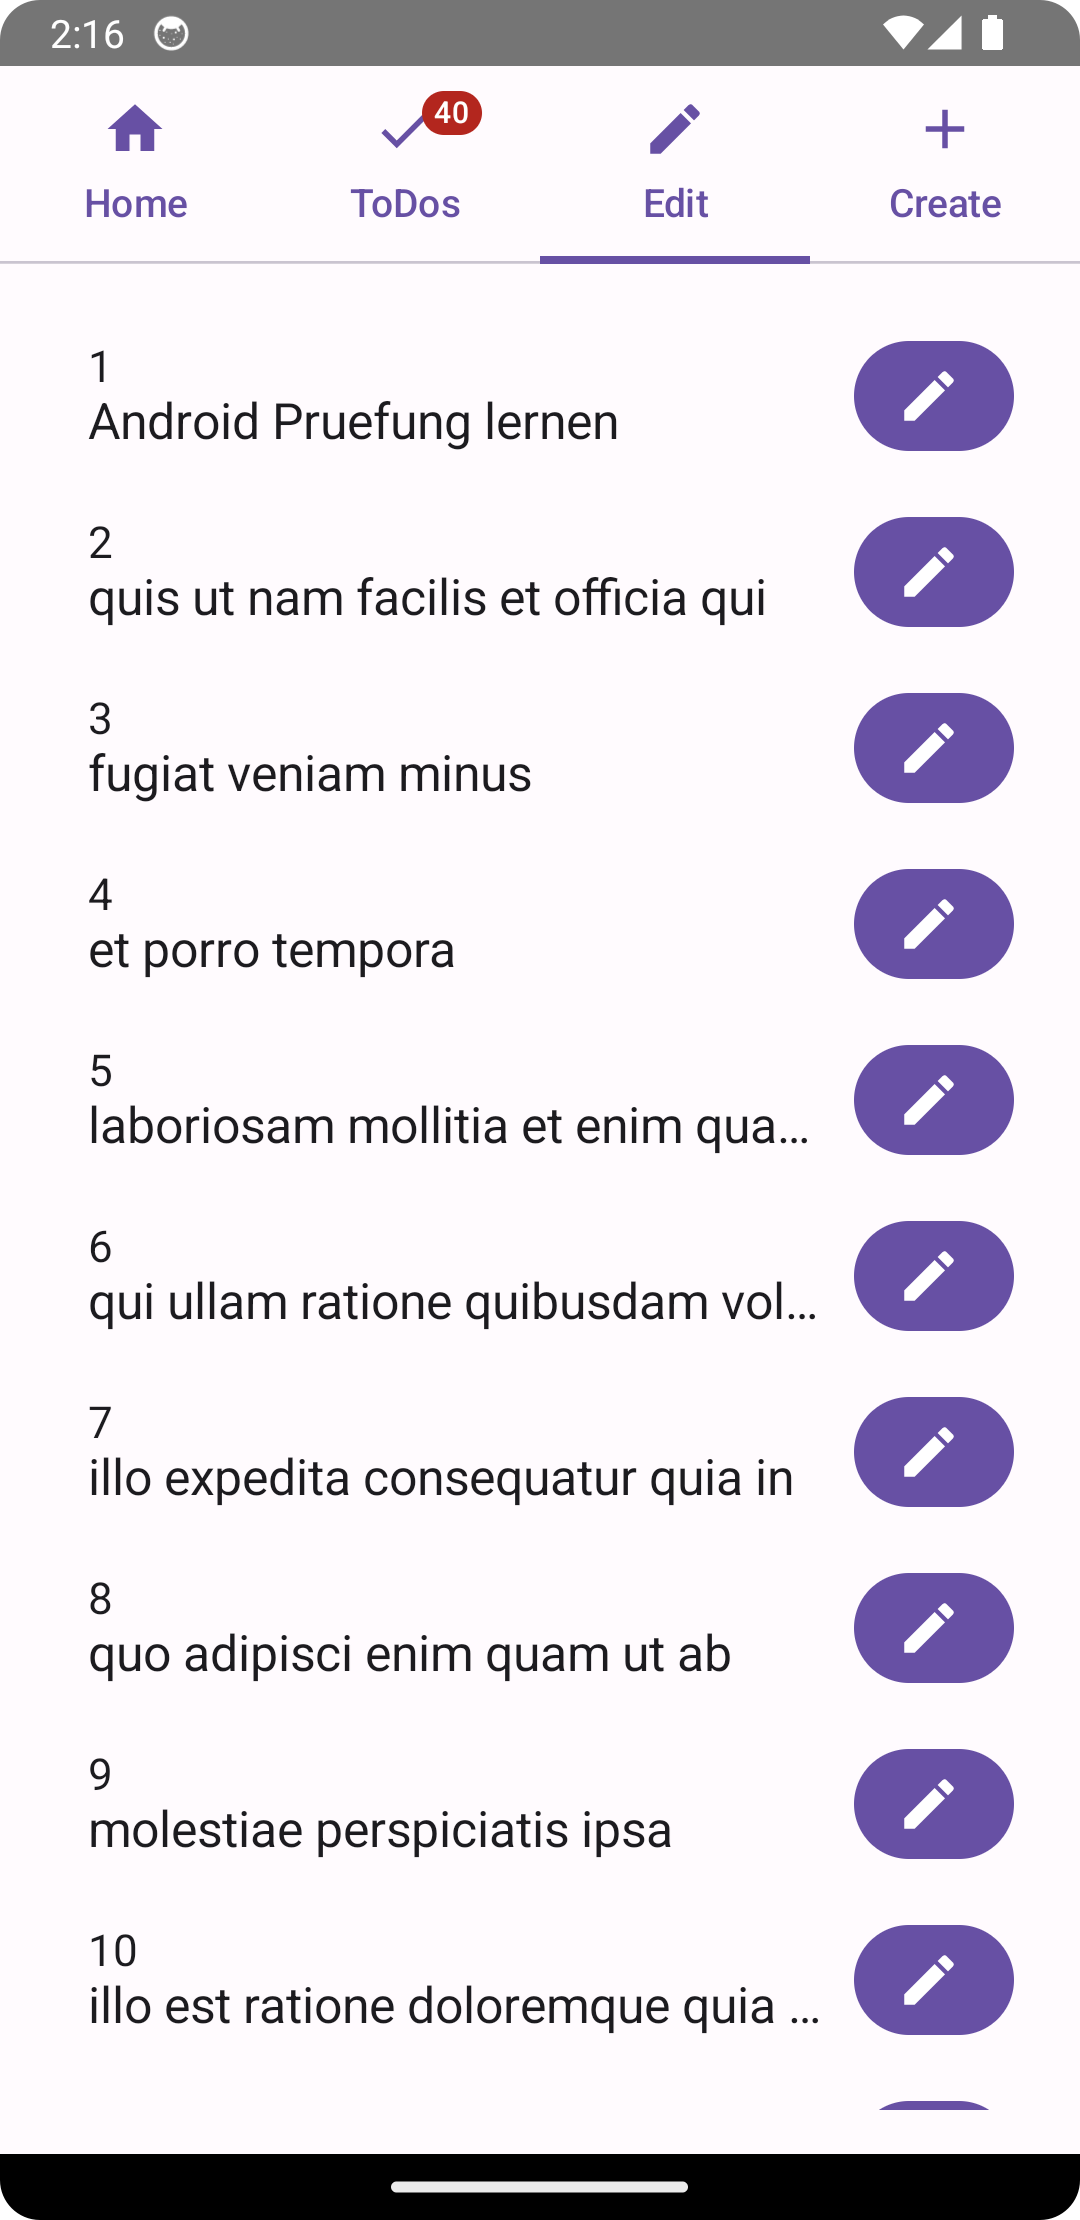 2:16
40
Home
ToDos
Edit
Create
1
Android Pruefung lernen
2
quis ut nam facilis et officia qui
3
fugiat veniam minus
4
et porro tempora
5
laboriosam mollitia et enim qua...
6
qui ullam ratione quibusdam vol...
7
illo expedita consequatur quia in
8
quo adipisci enim quam ut ab
9
molestiae perspiciatis ipsa
10
illo est ratione doloremque quia ...